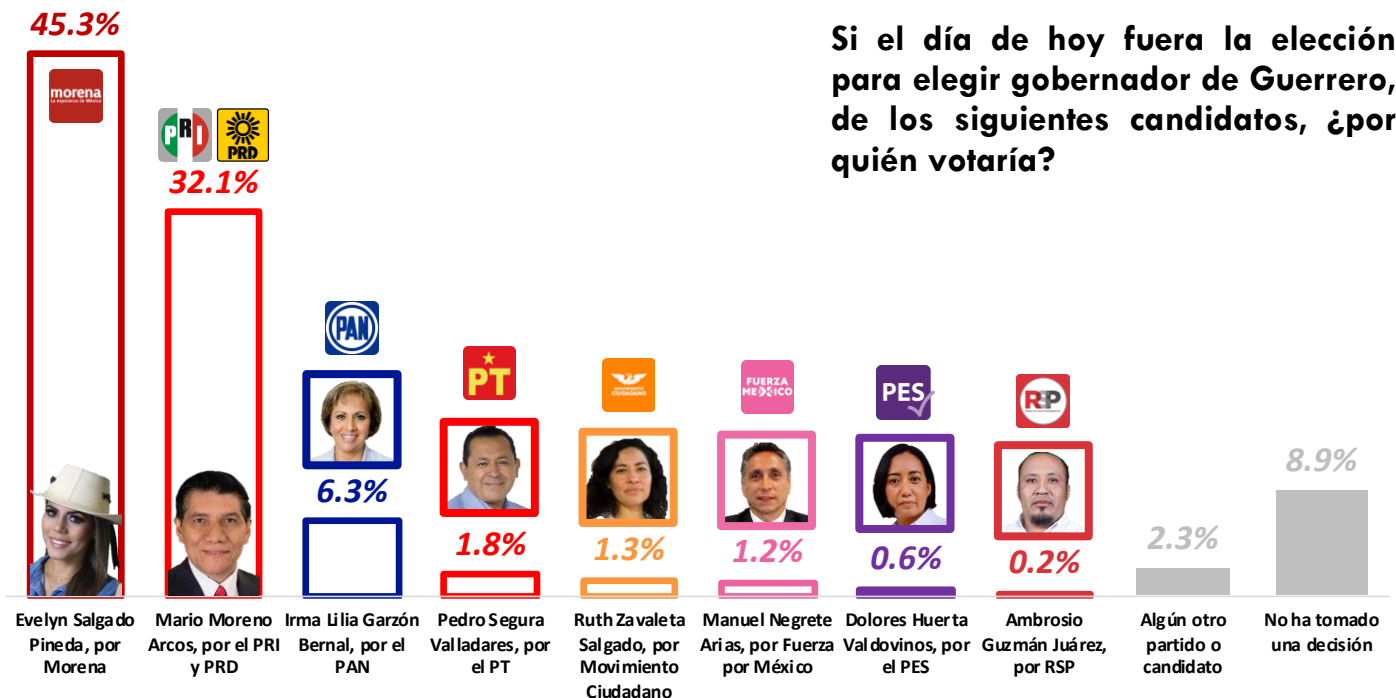 45.3%
Si el día de hoy fuera la elección
para elegir gobernador de Guerrero,
de los siguientes candidatos, ¿por
quién votaría?
morena
La esperanza de México
PRI
PRD
32.1%
PAN
6.3%
PT
1.8%
MOVIMIENTO
CIUDADANO
1.3%
FUERZA
MEXICO
1.2%
PES
0.6%
RSP
0.2%
2.3%
8.9%
Evelyn Salgado
Pineda, por
Morena
Mario Moreno
Arcos, por el PRI
y PRD
Irma Lilia Garzón
Bernal, por el
PAN
Pedro Segura
Valladares, por
el PT
Ruth Zavaleta
Salgado, por
Movimiento
Ciudadano
Manuel Negrete
Arias, por Fuerza
por México
Dolores Huerta
Valdovinos, por
el PES
Ambrosio
Guzmán Juárez,
por RSP
Algún otro
partido o
candidato
No ha tomado
una decisión